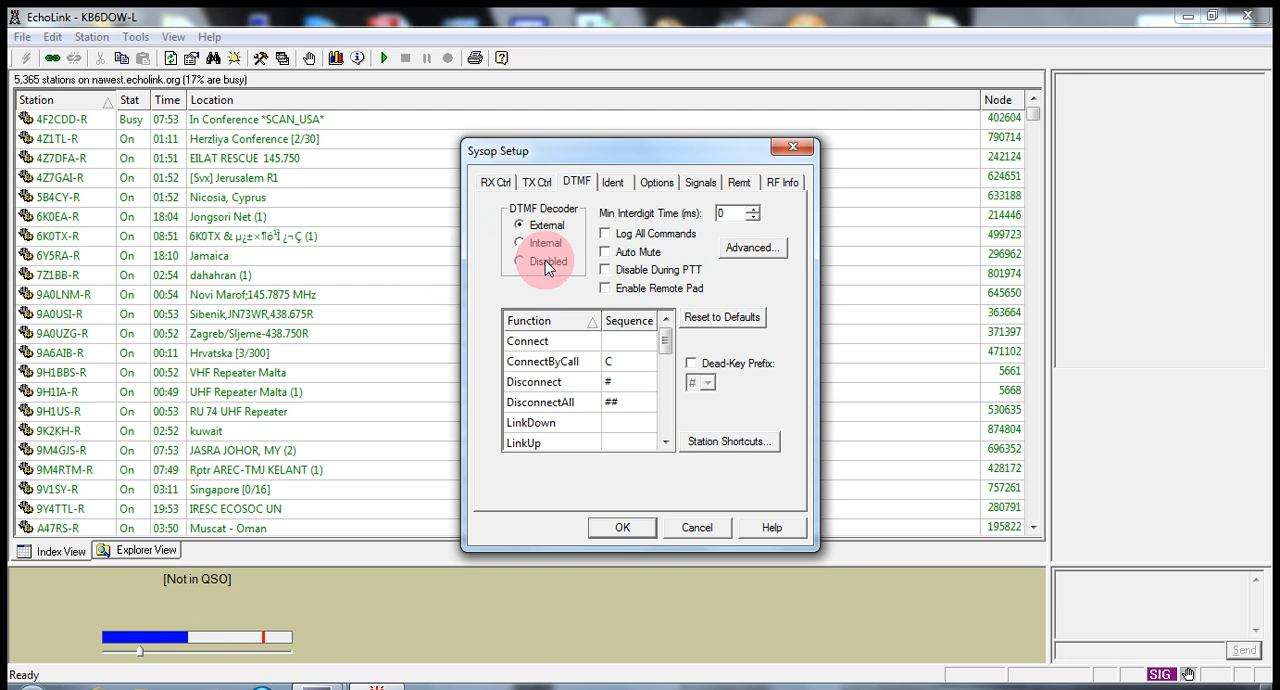 EchoLink - KB6DOW-L
File Edit Station Tools View Help
5,365 stations on nawest.echolink.org (17% are busy)
Station Stat Time Location Node
4F2CDD-R Busy 07:53 In Conference *SCAN_USA* 402604
4Z1TL-R On 01:11 Herzliya Conference [2/30] 790714
4Z7DFA-R On 01:51 EILAT RESCUE 145.750 242124
4Z7GAI-R On 01:52 [Svx] Jerusalem R1 624651
5B4CY-R On 01:52 Nicosia, Cyprus 633188
6K0EA-R On 18:04 Jongsori Net (1) 214446
6K0TX-R On 08:51 6K0TX & µ¿±×¶ó²Ì ¿¬Ç (1) 499723
6Y5RA-R On 18:10 Jamaica 296962
7Z1BB-R On 02:54 dahahran (1) 801974
9A0LNM-R On 00:54 Novi Marof;145.7875 MHz 645650
9A0USI-R On 00:53 Sibenik,JN73WR,438.675R 363664
9A0UZG-R On 00:52 Zagreb/Sljeme-438.750R 371397
9A6AIB-R On 00:11 Hrvatska [3/300] 471102
9H1BBS-R On 00:52 VHF Repeater Malta 5661
9H1IA-R On 00:49 UHF Repeater Malta (1) 5668
9H1US-R On 00:53 RU 74 UHF Repeater 530635
9K2KH-R On 02:52 kuwait 874804
9M4GJS-R On 07:53 JASRA JOHOR, MY (2) 696352
9M4RTM-R On 07:49 Rptr AREC-TMJ KELANT (1) 428172
9V1SY-R On 03:11 Singapore [0/16] 757261
9Y4TTL-R On 19:53 IRESC ECOSOC UN 280791
A47RS-R On 03:50 Muscat - Oman 195822
Index View Explorer View
[Not in QSO]
Send
Ready
SIG
Sysop Setup
RX Ctrl TX Ctrl DTMF Ident Options Signals Remt RF Info
DTMF Decoder
External
Internal
Disabled
Min Interdigit Time (ms): 0
Log All Commands
Auto Mute
Disable During PTT
Enable Remote Pad
Advanced...
Function Sequence
Connect
ConnectByCall C
Disconnect #
DisconnectAll ##
LinkDown
LinkUp
Reset to Defaults
Dead-Key Prefix:
#
Station Shortcuts...
OK Cancel Help